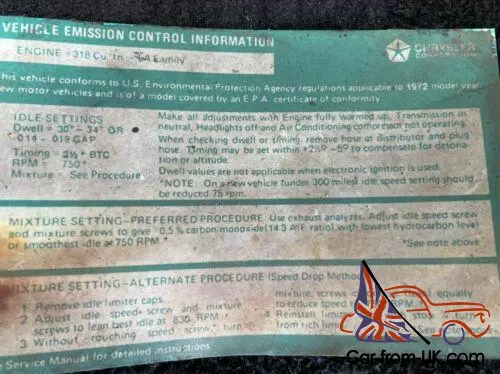 VEHICLE EMISSION CONTROL INFORMATION
ENGINE - 318 Cu. In - LA Family
CHRYSLER
CORPORATION
This vehicle conforms to U.S. Environmental Protection Agency regulations applicable to 1972 model year
new motor vehicles and is of a model covered by an E.P.A. certificate of conformity.
IDLE SETTINGS
Dwell = 30° - 34° OR
.014 - .019 GAP
Timing = 2½° BTC
RPM = 750*
Mixture - See Procedure
Make all adjustments with Engine fully warmed up, Transmission in
neutral, Headlights off and Air Conditioning compressor not operating.
When checking dwell or timing, remove hose at distributor and plug
hose. Timing may be set within +2½° -5° to compensate for detona-
tion or altitude.
Dwell values are not applicable when electronic ignition is used.
*NOTE: On a new vehicle (under 300 miles) idle speed setting should
be reduced 75 rpm.
MIXTURE SETTING-PREFERRED PROCEDURE Use exhaust analyzer. Adjust idle speed screw
and mixture screws to give 0.5% carbon monoxide (14.3 A/F ratio) with lowest hydrocarbon level
or smoothest idle at 750 RPM *
*See note above
MIXTURE SETTING-ALTERNATE PROCEDURE (Speed Drop Method)
1 Remove idle limiter caps.
2 Adjust idle speed screw and mixture
screws to lean best idle at 835 RPM.*
3 Without touching speed screw, turn
mixture screws equally
to reduce speed RPM.*
4 Reinstall limiter stop & turn
from rich limit *See note
Service Manual for detailed instructions
Car-from-UK.com